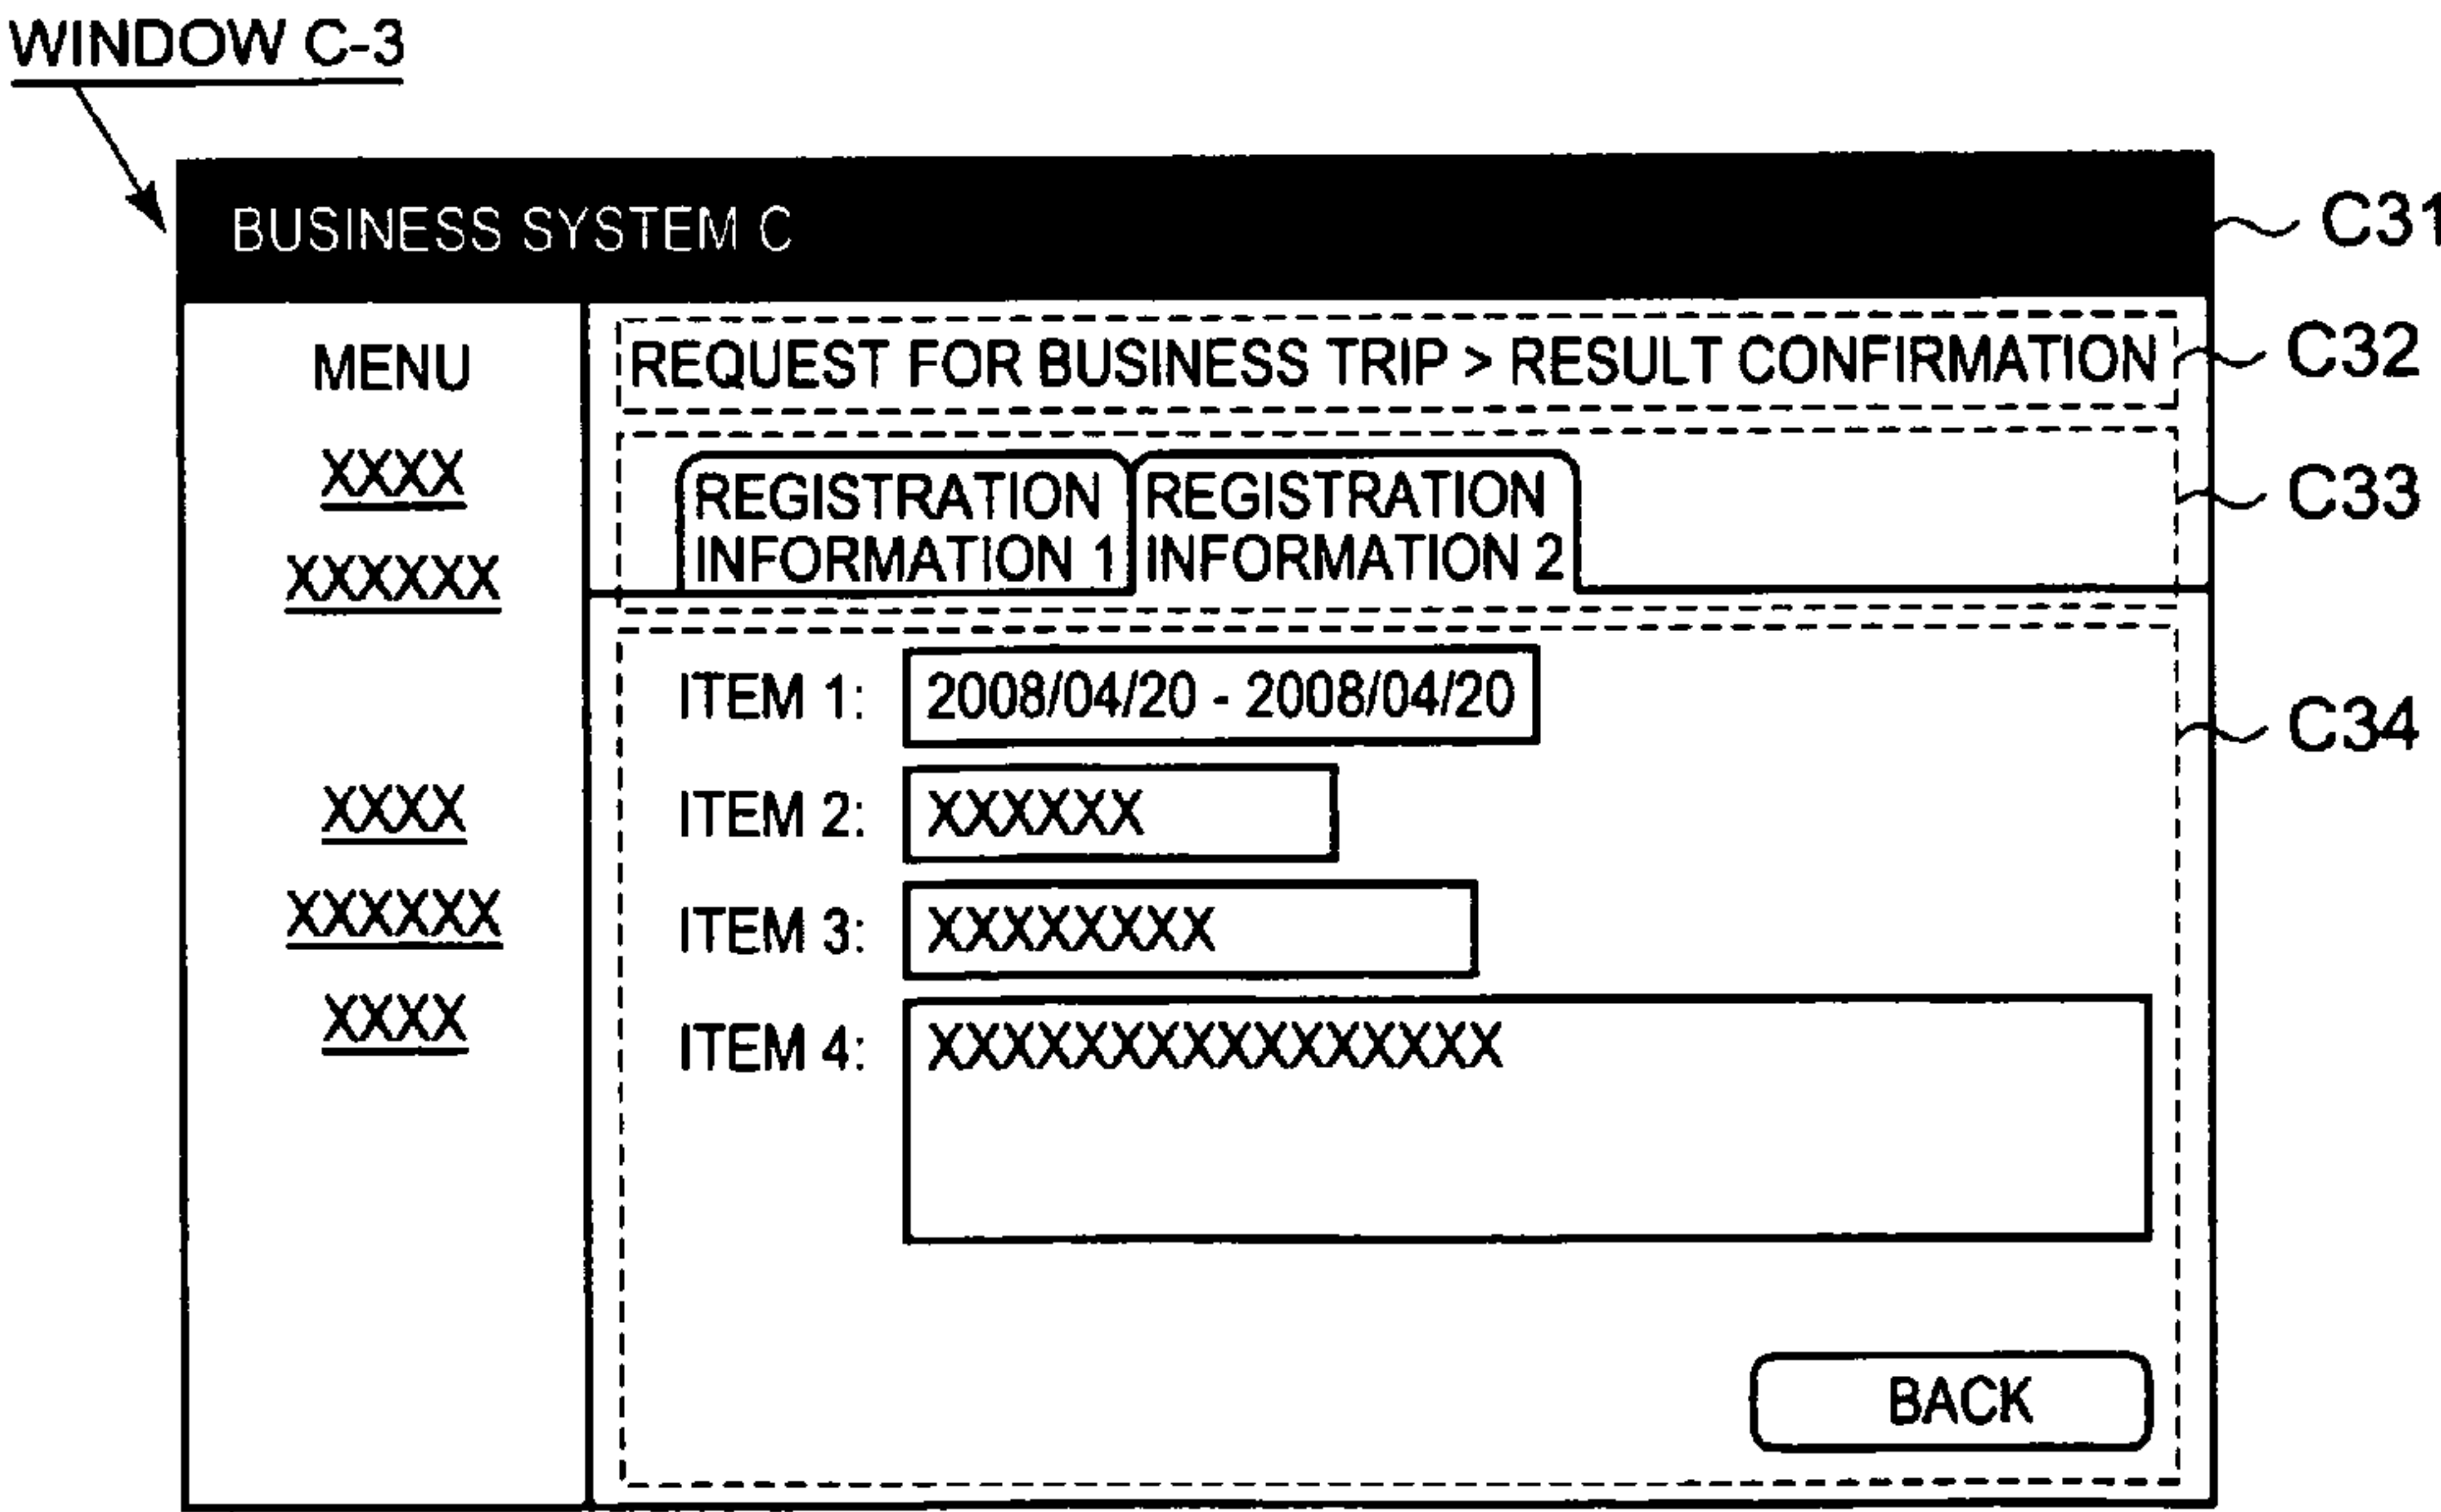 WINDOW C-3
BUSINESS SYSTEM C
C31
MENU
XXXX
XXXXXX
XXXX
XXXXXX
XXXX
REQUEST FOR BUSINESS TRIP > RESULT CONFIRMATION
C32
REGISTRATION
INFORMATION 1
REGISTRATION
INFORMATION 2
C33
ITEM 1: 2008/04/20 - 2008/04/20
C34
ITEM 2: XXXXXX
ITEM 3: XXXXXXXX
ITEM 4: XXXXXXXXXXXXXXXX
BACK